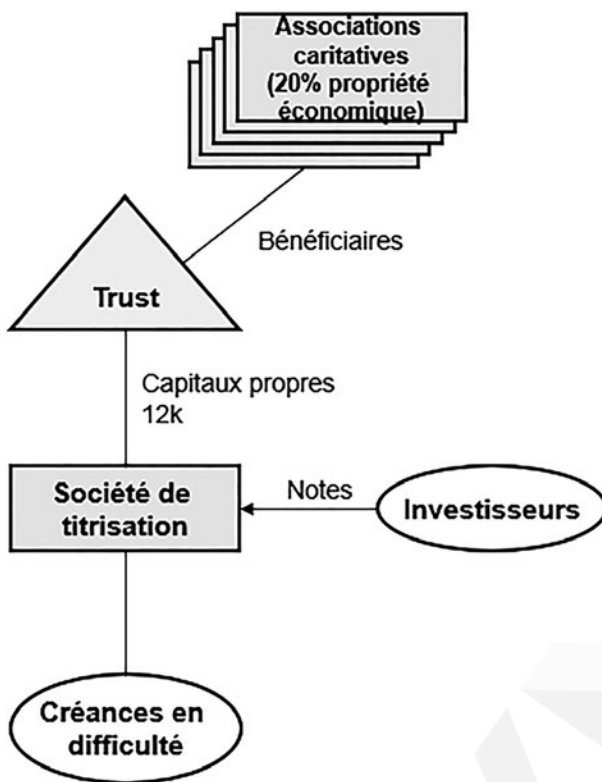 Associations
caritatives
(20% propriété
économique)
Bénéficiaires
Trust
Capitaux propres
12k
Société de
titrisation
Notes
Investisseurs
Créances en
difficulté